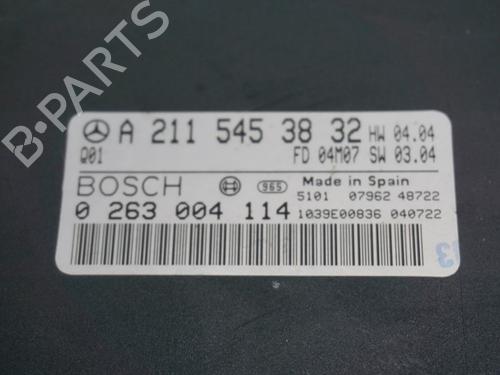 B-PARTS
A 211 545 38 32 HW 04.04
Q01 FD 04M07 SW 03.04
BOSCH 965 Made in Spain
5101 07962 48722
0 263 004 114 1039E00836 040722